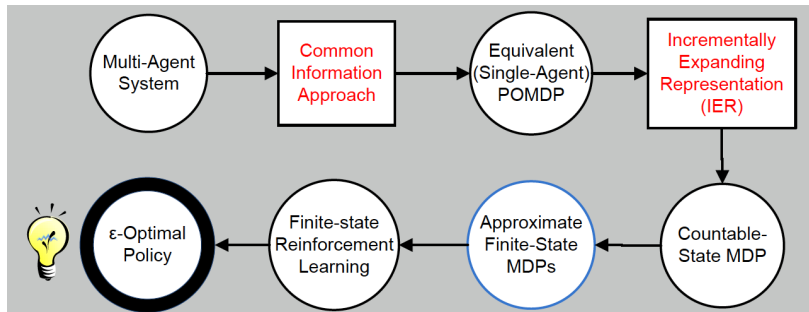 Multi-Agent
System
Common
Information
Approach
Equivalent
(Single-Agent)
POMDP
Incrementally
Expanding
Representation
(IER)
Countable-
State MDP
Approximate
Finite-State
MDPs
Finite-state
Reinforcement
Learning
ε-Optimal
Policy